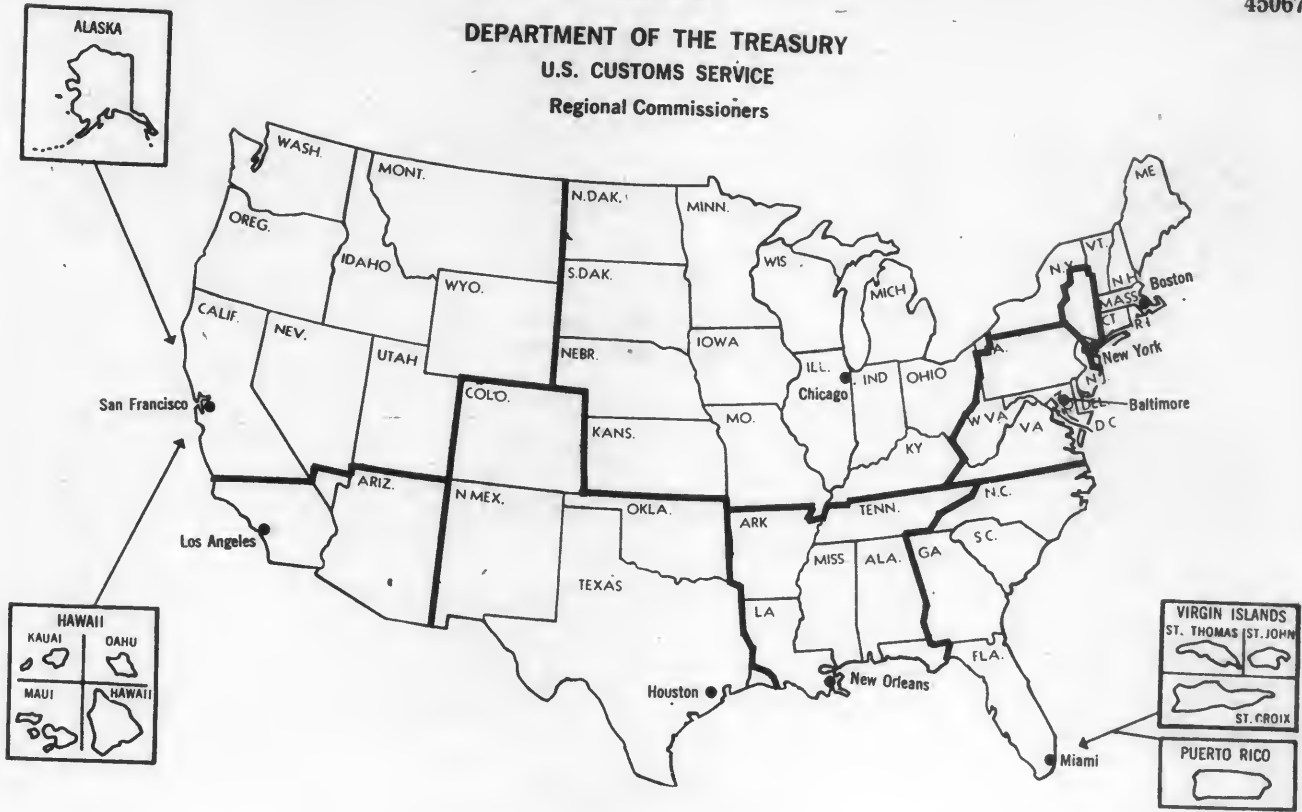 45067
DEPARTMENT OF THE TREASURY
U.S. CUSTOMS SERVICE
Regional Commissioners
ALASKA
WASH.
MONT.
N.DAK.
MINN.
ME
OREG.
IDAHO
S.DAK.
WIS
MICH
N.Y.
VT.
N H
Boston
MASS
CT
R I
WYO.
CALIF.
NEV.
UTAH
NEBR.
IOWA
ILL.
IND
OHIO
A.
New York
N.J.
Chicago
San Francisco
COLO.
KANS.
MO.
KY
W VA
VA
DEL
Baltimore
D C
ARIZ.
N MEX.
OKLA.
ARK
TENN.
N.C.
S C.
Los Angeles
TEXAS
MISS
ALA.
GA
LA
FLA.
Houston
New Orleans
Miami
HAWAII
KAUAI
OAHU
MAUI
HAWAII
VIRGIN ISLANDS
ST. THOMAS
ST. JOHN
ST. CROIX
PUERTO RICO